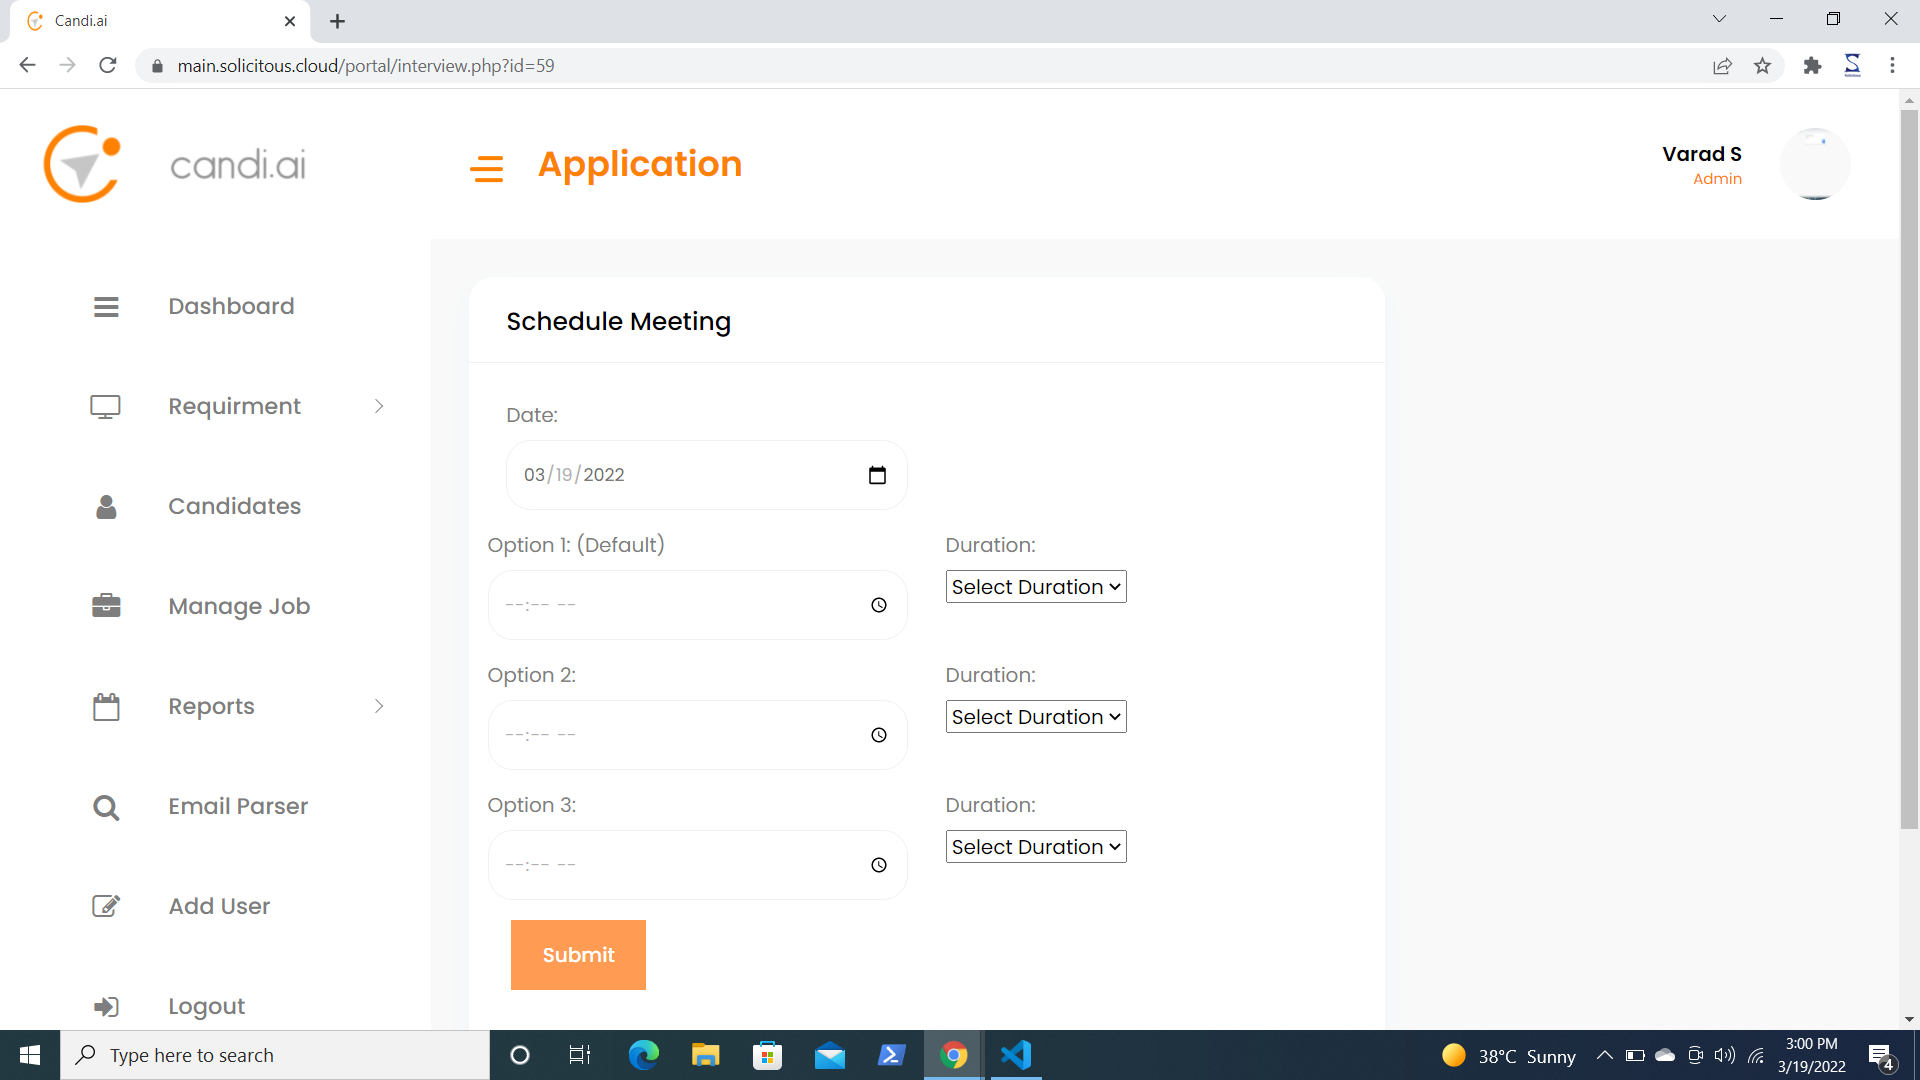 Candi.ai
main.solicitous.cloud/portal/interview.php?id=59
candi.ai
Application
Varad S
Admin
Dashboard
Requirment
Candidates
Manage Job
Reports
Email Parser
Add User
Logout
Schedule Meeting
Date:
03/19/2022
Option 1: (Default)
Duration:
--:-- --
Select Duration
Option 2:
Duration:
--:-- --
Select Duration
Option 3:
Duration:
--:-- --
Select Duration
Submit
Type here to search
38°C Sunny
3:00 PM
3/19/2022
4